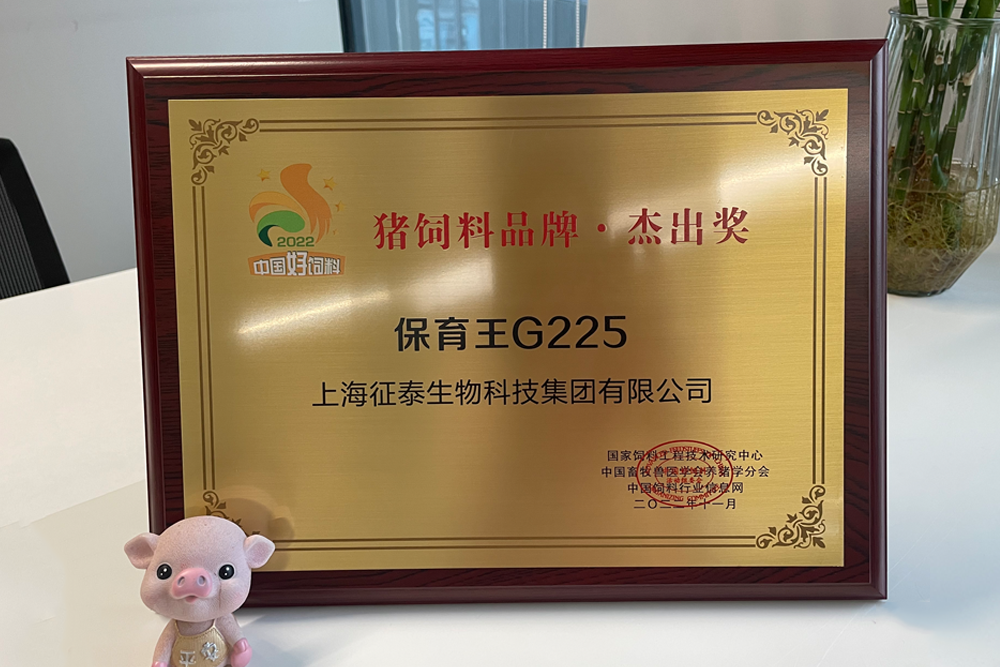 猪饲料品牌·杰出奖
2022
中国好饲料
保育王G225
上海征泰生物科技集团有限公司
国家饲料工程技术研究中心
中国畜牧兽医学会养猪学分会
中国饲料行业信息网
二〇二二年十一月